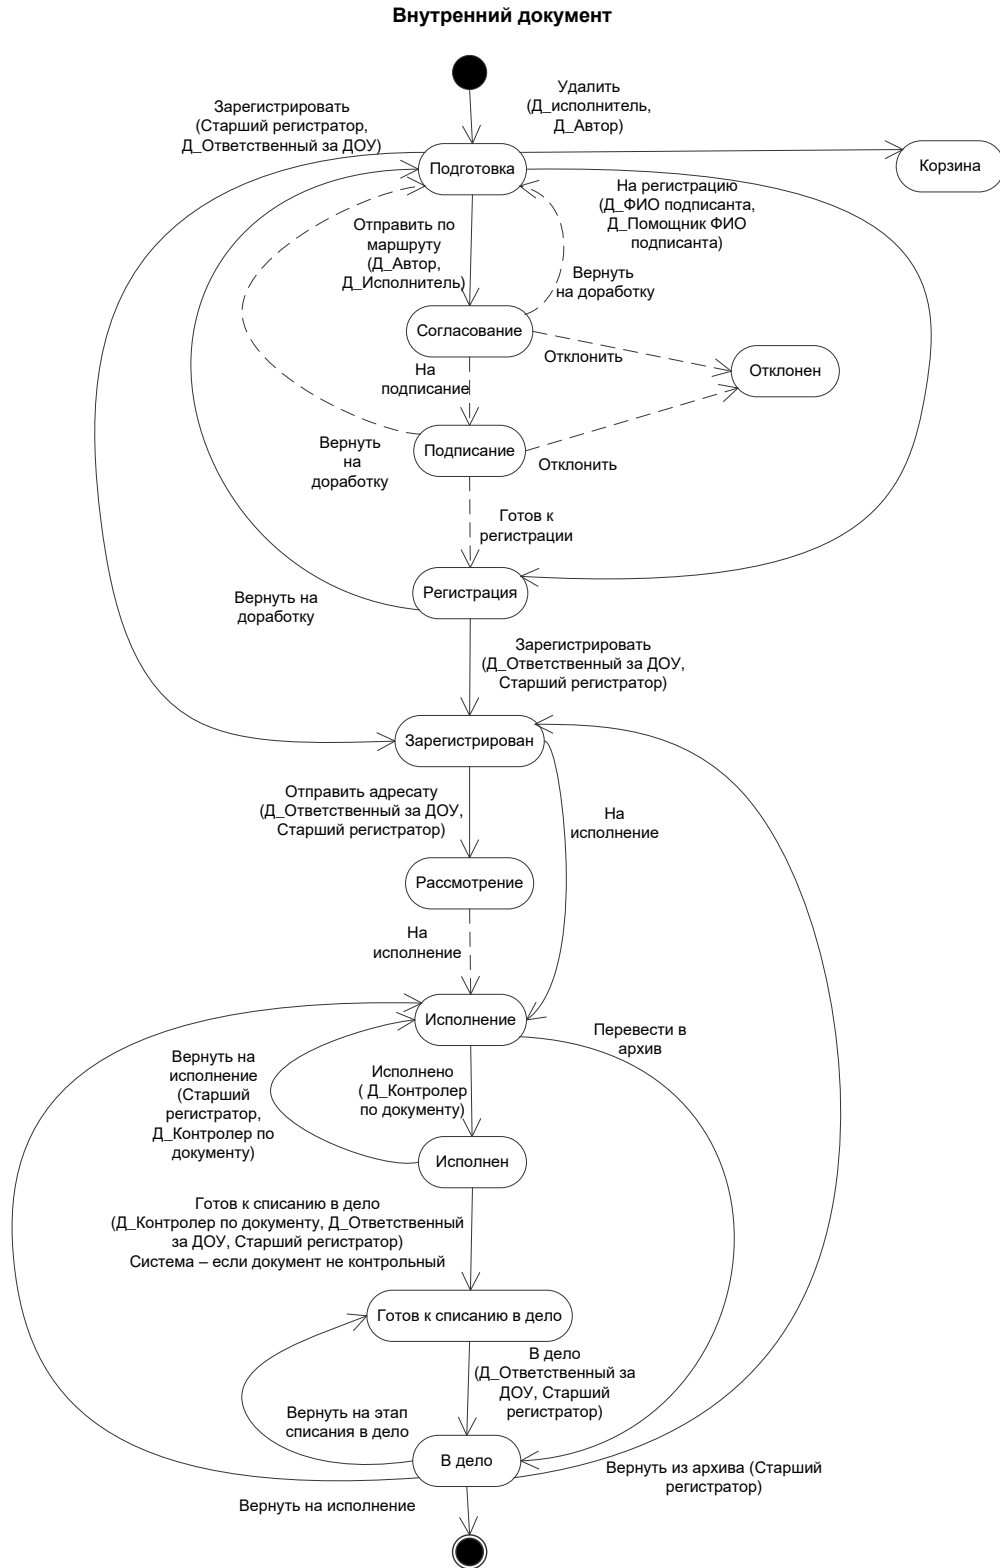 Внутренний документ
Удалить
(Д_исполнитель,
Д_Автор)
Зарегистрировать
(Старший регистратор,
Д_Ответственный за ДОУ)
Подготовка
Корзина
На регистрацию
(Д_ФИО подписанта,
Д_Помощник ФИО
подписанта)
Отправить по
маршруту
(Д_Автор,
Д_Исполнитель)
Вернуть
на доработку
Согласование
Отклонить
Отклонен
На
подписание
Вернуть
на
доработку
Подписание
Отклонить
Готов к
регистрации
Регистрация
Вернуть на
доработку
Зарегистрировать
(Д_Ответственный за ДОУ,
Старший регистратор)
Зарегистрирован
Отправить адресату
(Д_Ответственный за ДОУ,
Старший регистратор)
На
исполнение
Рассмотрение
На
исполнение
Исполнение
Перевести в
архив
Вернуть на
исполнение
(Старший
регистратор,
Д_Контролер по
документу)
Исполнено
( Д_Контролер
по документу)
Исполнен
Готов к списанию в дело
(Д_Контролер по документу, Д_Ответственный
за ДОУ, Старший регистратор)
Система – если документ не контрольный
Готов к списанию в дело
В дело
(Д_Ответственный за
ДОУ, Старший
регистратор)
Вернуть на этап
списания в дело
В дело
Вернуть из архива (Старший
регистратор)
Вернуть на исполнение